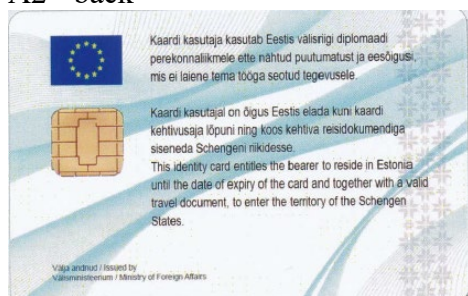 A2 – back
Kaardi kasutaja kasutab Eestis välisriigi diplomaadi
perekonnaliikmele ette nähtud puutumatust ja eesõigusi,
mis ei laiene tema tööga seotud tegevusele.
Kaardi kasutajal on õigus Eestis elada kuni kaardi
kehtivusaja lõpuni ning koos kehtiva reisidokumendiga
siseneda Schengeni riikidesse.
This identity card entitles the bearer to reside in Estonia
until the date of expiry of the card and together with a valid
travel document, to enter the territory of the Schengen
States.
Välja andnud / Issued by
Välisministeerium / Ministry of Foreign Affairs